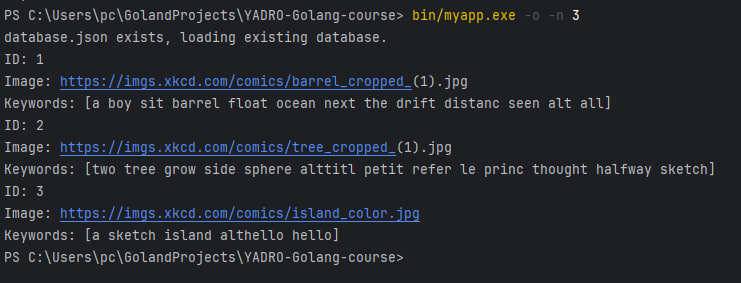 PS C:\Users\pc\GolandProjects\YADRO-Golang-course> bin/myapp.exe -o -n 3
database.json exists, loading existing database.
ID: 1
Image: https://imgs.xkcd.com/comics/barrel_cropped_(1).jpg
Keywords: [a boy sit barrel float ocean next the drift distanc seen alt all]
ID: 2
Image: https://imgs.xkcd.com/comics/tree_cropped_(1).jpg
Keywords: [two tree grow side sphere alttitl petit refer le princ thought halfway sketch]
ID: 3
Image: https://imgs.xkcd.com/comics/island_color.jpg
Keywords: [a sketch island althello hello]
PS C:\Users\pc\GolandProjects\YADRO-Golang-course>